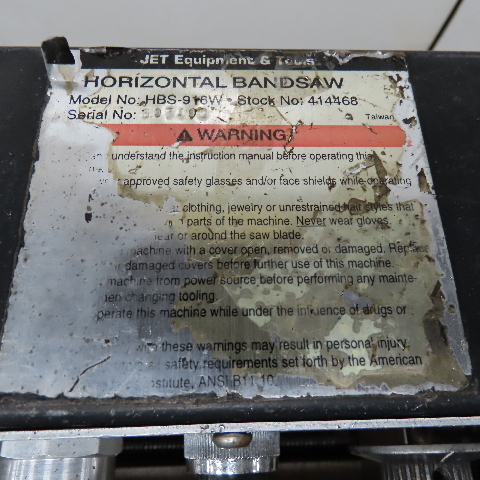 JET Equipment & Tools
HORIZONTAL BANDSAW
Model No: HBS-916W Stock No: 414468
Serial No:
Taiwan
WARNING
understand the instruction manual before operating this
approved safety glasses and/or face shields while operating
clothing, jewelry or unrestrained hair styles that
parts of the machine. Never wear gloves.
or around the saw blade.
machine with a cover open, removed or damaged. Replace
damaged covers before further use of this machine.
machine from power source before performing any mainte-
changing tooling.
this machine while under the influence of drugs or
these warnings may result in personal injury.
safety requirements set forth by the American
ANSI B11.10